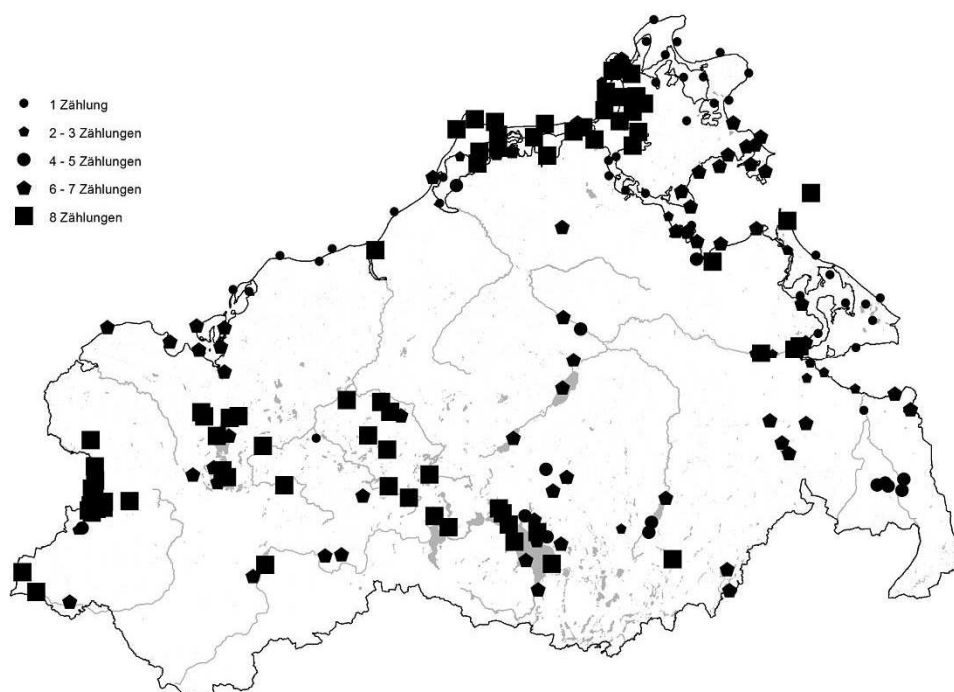 1 Zählung
2 - 3 Zählungen
4 - 5 Zählungen
6 - 7 Zählungen
8 Zählungen